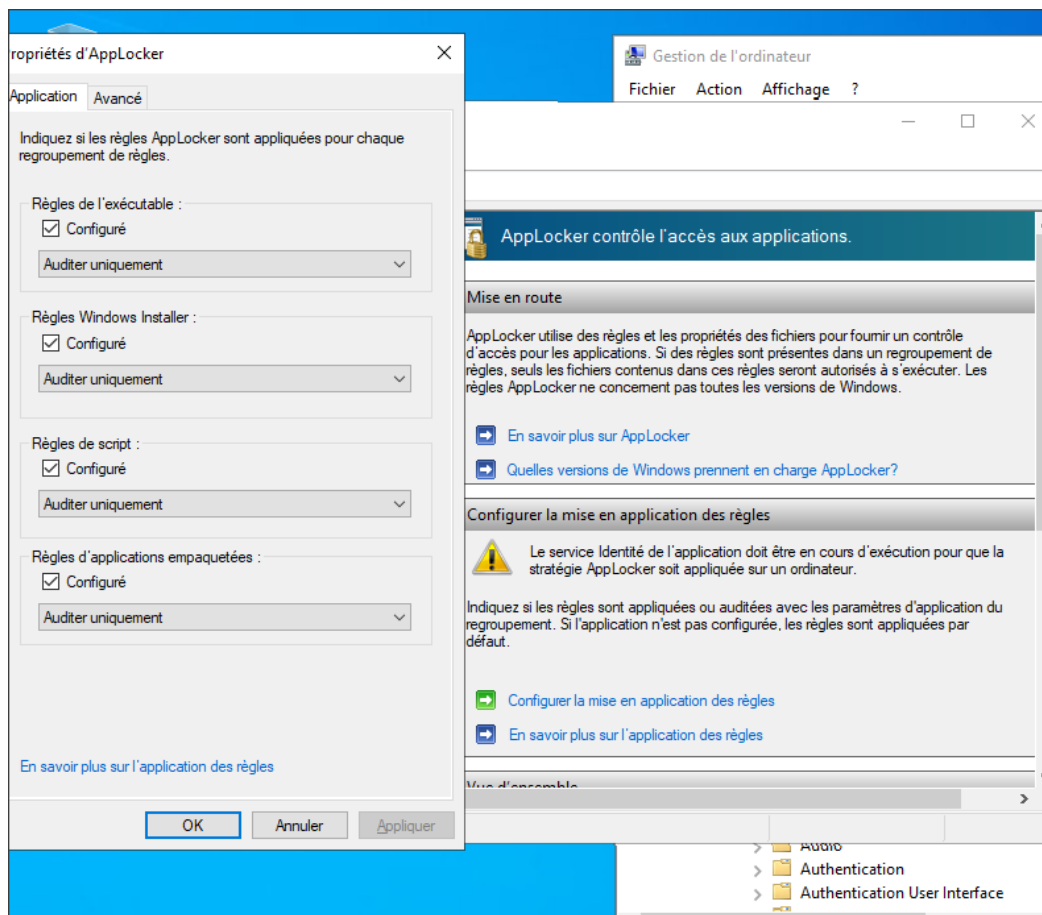 ropriétés d'AppLocker
Application
Avancé
Indiquez si les règles AppLocker sont appliquées pour chaque
regroupement de règles.
Règles de l'exécutable :
Configuré
Auditer uniquement
Règles Windows Installer :
Configuré
Auditer uniquement
Règles de script :
Configuré
Auditer uniquement
Règles d'applications empaquetées :
Configuré
Auditer uniquement
En savoir plus sur l'application des règles
OK
Annuler
Appliquer
Gestion de l'ordinateur
Fichier Action Affichage ?
AppLocker contrôle l'accès aux applications.
Mise en route
AppLocker utilise des règles et les propriétés des fichiers pour fournir un contrôle
d'accès pour les applications. Si des règles sont présentes dans un regroupement de
règles, seuls les fichiers contenus dans ces règles seront autorisés à s'exécuter. Les
règles AppLocker ne concernent pas toutes les versions de Windows.
En savoir plus sur AppLocker
Quelles versions de Windows prennent en charge AppLocker?
Configurer la mise en application des règles
Le service Identité de l'application doit être en cours d'exécution pour que la
stratégie AppLocker soit appliquée sur un ordinateur.
Indiquez si les règles sont appliquées ou auditées avec les paramètres d'application du
regroupement. Si l'application n'est pas configurée, les règles sont appliquées par
défaut.
Configurer la mise en application des règles
En savoir plus sur l'application des règles
Vue d'ensemble
Audio
Authentication
Authentication User Interface